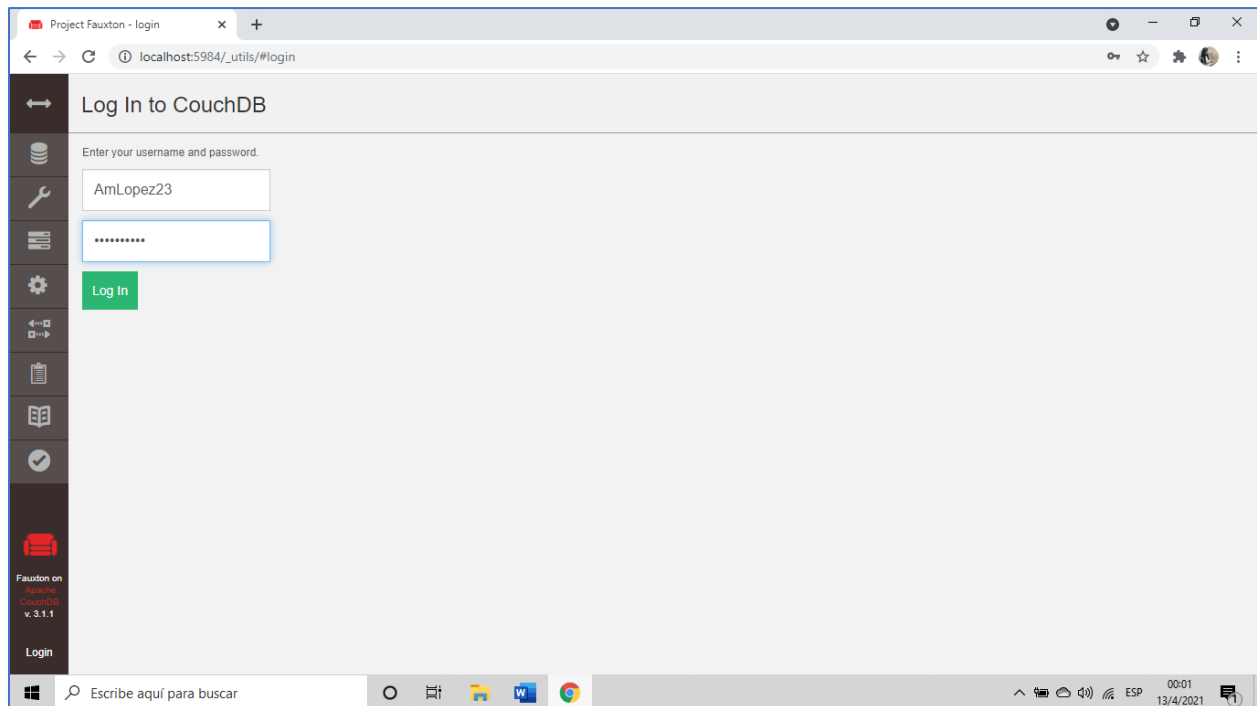 Project Fauxton - login
localhost:5984/_utils/#login
Log In to CouchDB
Enter your username and password.
AmLopez23
••••••••••
Log In
Fauxton on
Apache
CouchDB
v. 3.1.1
Login
Escribe aquí para buscar
ESP
00:01
13/4/2021
1